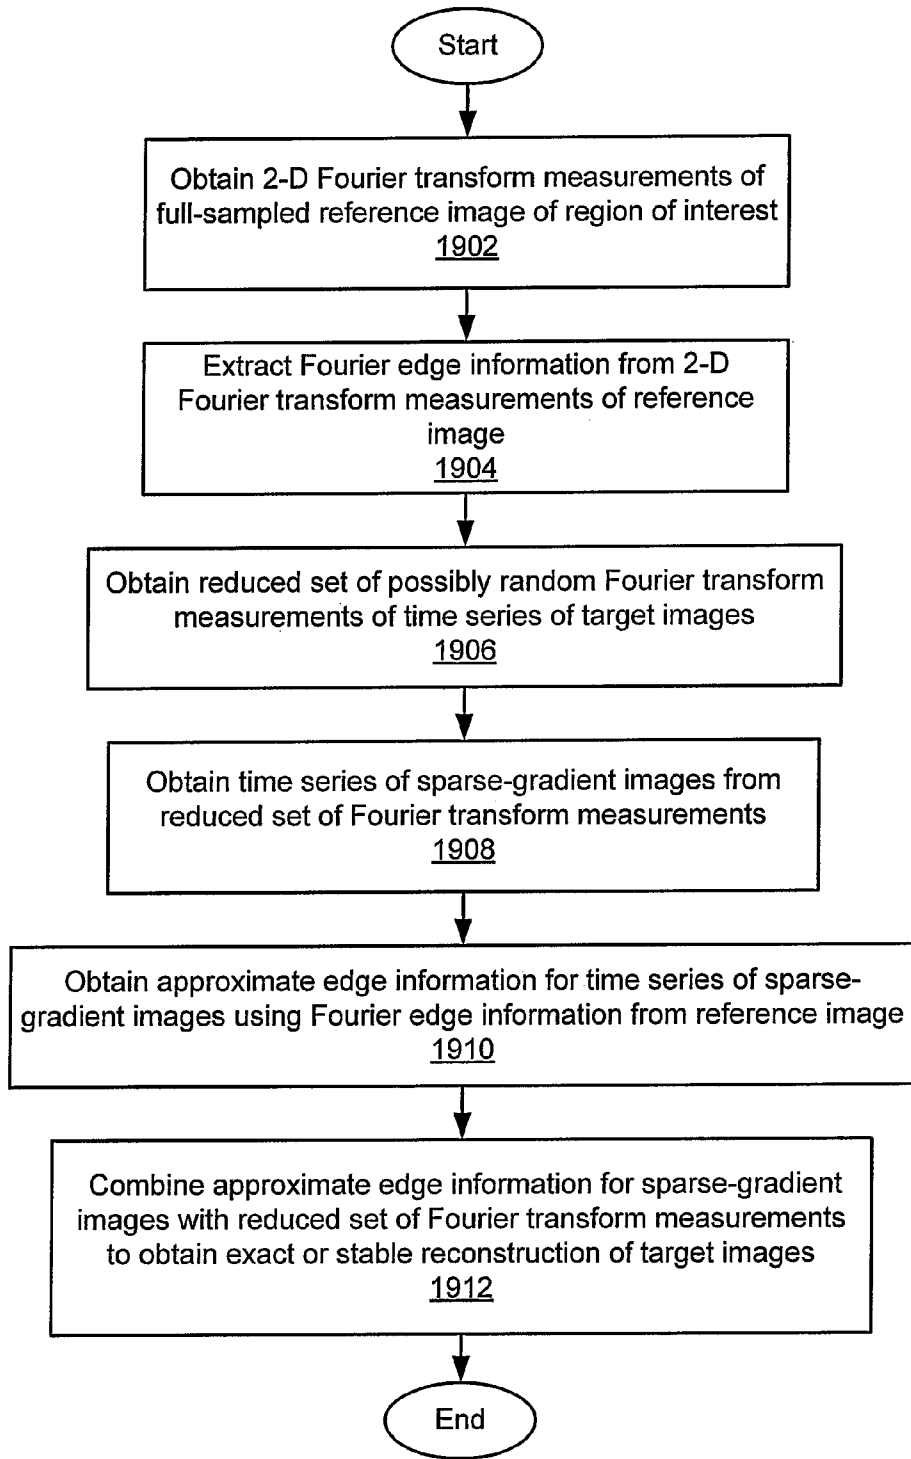 Start
Obtain 2-D Fourier transform measurements of
full-sampled reference image of region of interest
1902
Extract Fourier edge information from 2-D
Fourier transform measurements of reference
image
1904
Obtain reduced set of possibly random Fourier transform
measurements of time series of target images
1906
Obtain time series of sparse-gradient images from
reduced set of Fourier transform measurements
1908
Obtain approximate edge information for time series of sparse-
gradient images using Fourier edge information from reference image
1910
Combine approximate edge information for sparse-gradient
images with reduced set of Fourier transform measurements
to obtain exact or stable reconstruction of target images
1912
End